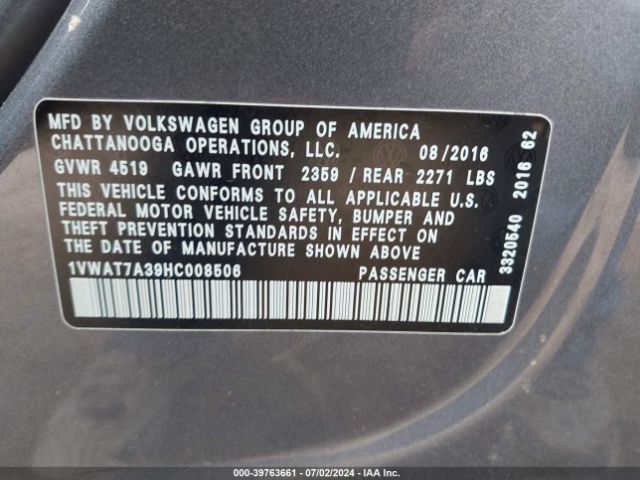 MFD BY VOLKSWAGEN GROUP OF AMERICA
CHATTANOOGA OPERATIONS, LLC. 08/2016
GVWR 4519 GAWR FRONT 2359 / REAR 2271 LBS
THIS VEHICLE CONFORMS TO ALL APPLICABLE U.S.
FEDERAL MOTOR VEHICLE SAFETY, BUMPER AND
THEFT PREVENTION STANDARDS IN EFFECT ON
THE DATE OF MANUFACTURE SHOWN ABOVE
1VWAT7A39HC008506 PASSENGER CAR
3320540 2016 62
000-39763661 - 07/02/2024 - IAA Inc.